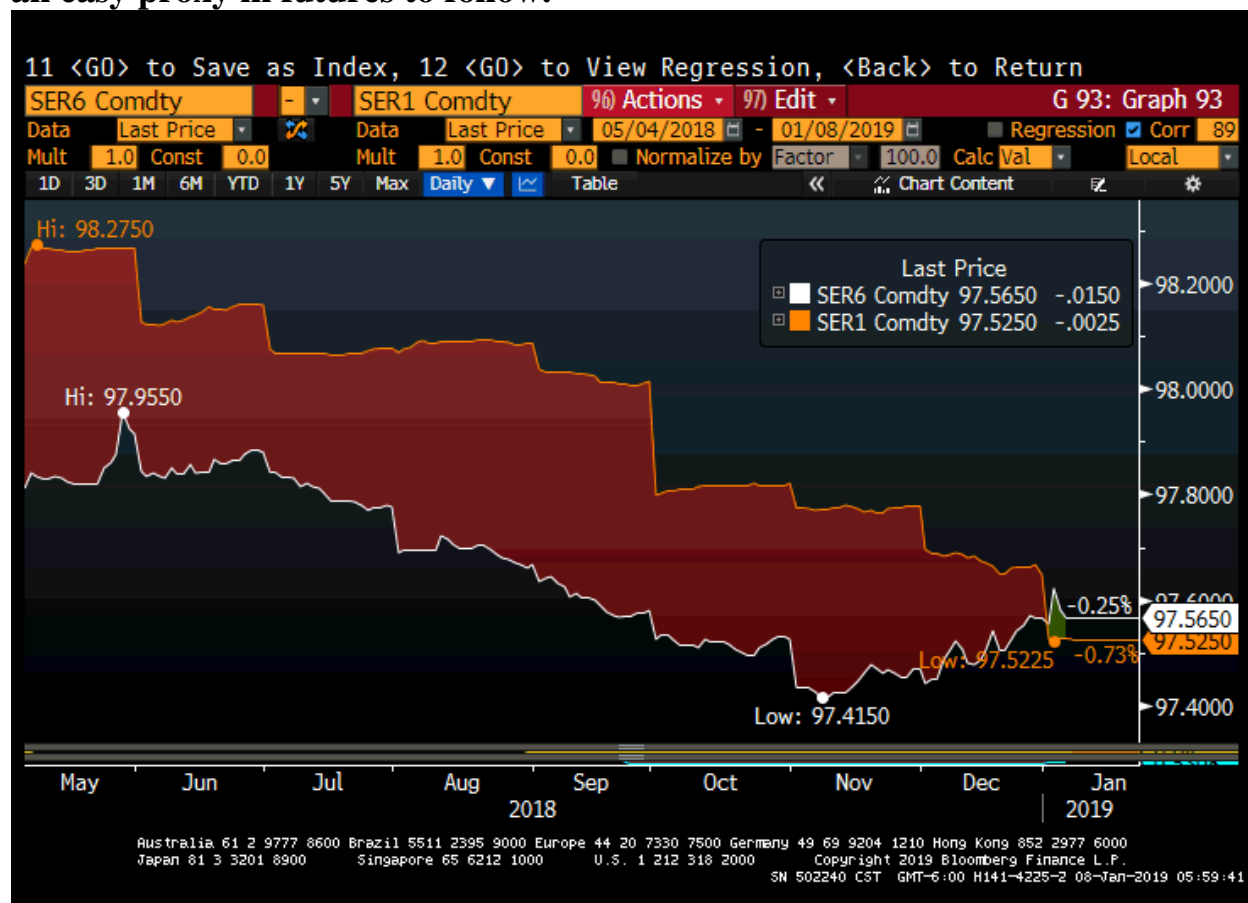 11 <GO> to Save as Index, 12 <GO> to View Regression, <Back> to Return
SER6 Comdty - SER1 Comdty 96) Actions 97) Edit G 93: Graph 93
Data Last Price Data Last Price 05/04/2018 - 01/08/2019 Regression Corr 89
Mult 1.0 Const 0.0 Mult 1.0 Const 0.0 Normalize by Factor 100.0 Calc Val Local
1D 3D 1M 6M YTD 1Y 5Y Max Daily ▼ Table « Chart Content
Hi: 98.2750
Last Price
SER6 Comdty 97.5650 -.0150
SER1 Comdty 97.5250 -.0025
98.2000
Hi: 97.9550
98.0000
97.8000
97.6000
-0.25%
97.5650
97.5250
Low: 97.5225 -0.73%
97.4000
Low: 97.4150
May Jun Jul Aug Sep Oct Nov Dec Jan
2018 2019
Australia 61 2 9777 8600 Brazil 5511 2395 9000 Europe 44 20 7330 7500 Germany 49 69 9204 1210 Hong Kong 852 2977 6000
Japan 81 3 3201 8900 Singapore 65 6212 1000 U.S. 1 212 318 2000 Copyright 2019 Bloomberg Finance L.P.
SN 502240 CST GMT-6:00 H141-4225-2 08-Jan-2019 05:59:41